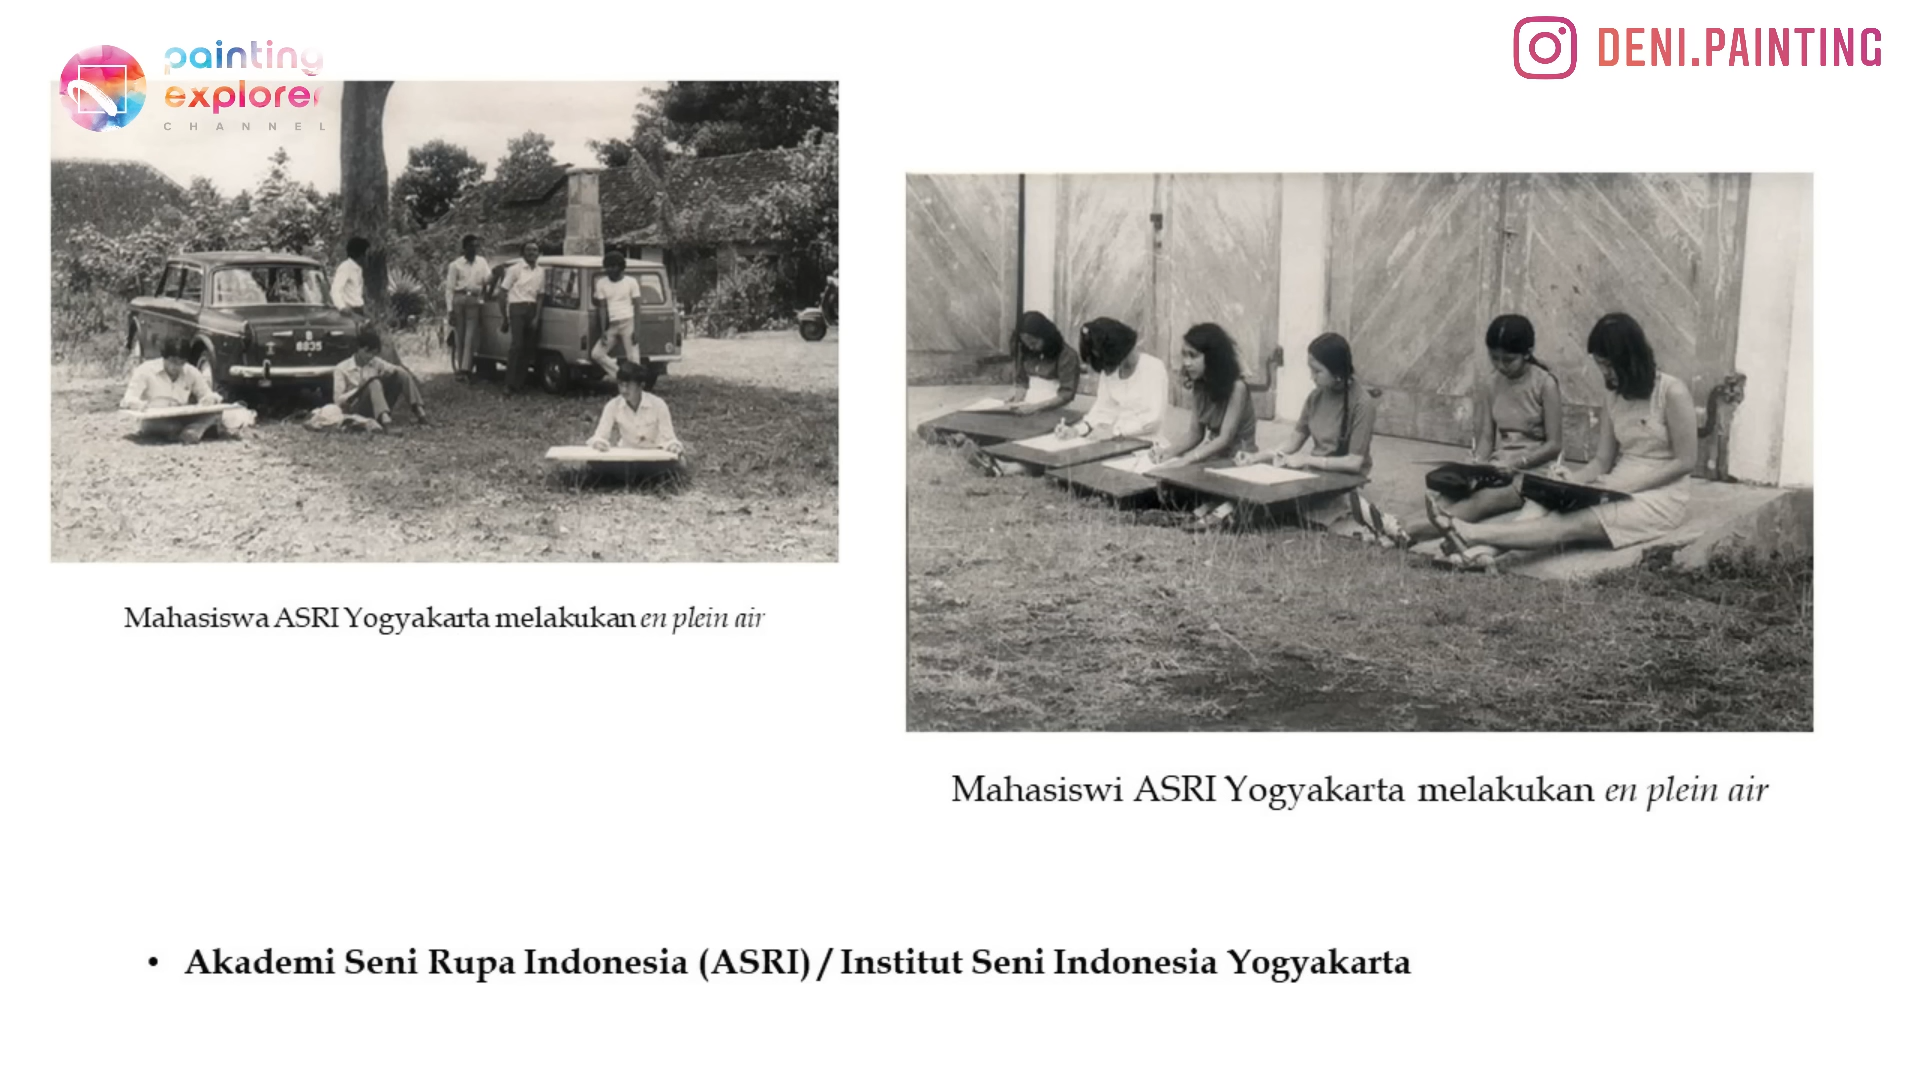 painting
explorer
CHANNEL
DENI.PAINTING
8835
Mahasiswa ASRI Yogyakarta melakukan en plein air
Mahasiswi ASRI Yogyakarta melakukan en plein air
• Akademi Seni Rupa Indonesia (ASRI) / Institut Seni Indonesia Yogyakarta